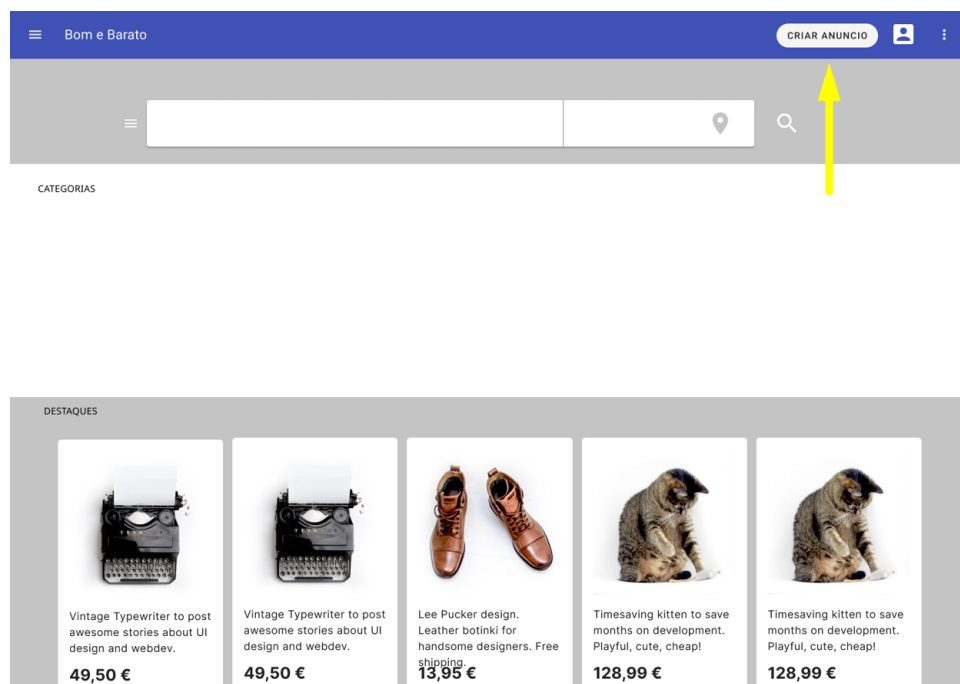 Bom e Barato
CRIAR ANUNCIO
CATEGORIAS
DESTAQUES
Vintage Typewriter to post
awesome stories about UI
design and webdev.
49,50 €
Vintage Typewriter to post
awesome stories about UI
design and webdev.
49,50 €
Lee Pucker design.
Leather botinki for
handsome designers. Free
shipping.
13,95 €
Timesaving kitten to save
months on development.
Playful, cute, cheap!
128,99 €
Timesaving kitten to save
months on development.
Playful, cute, cheap!
128,99 €